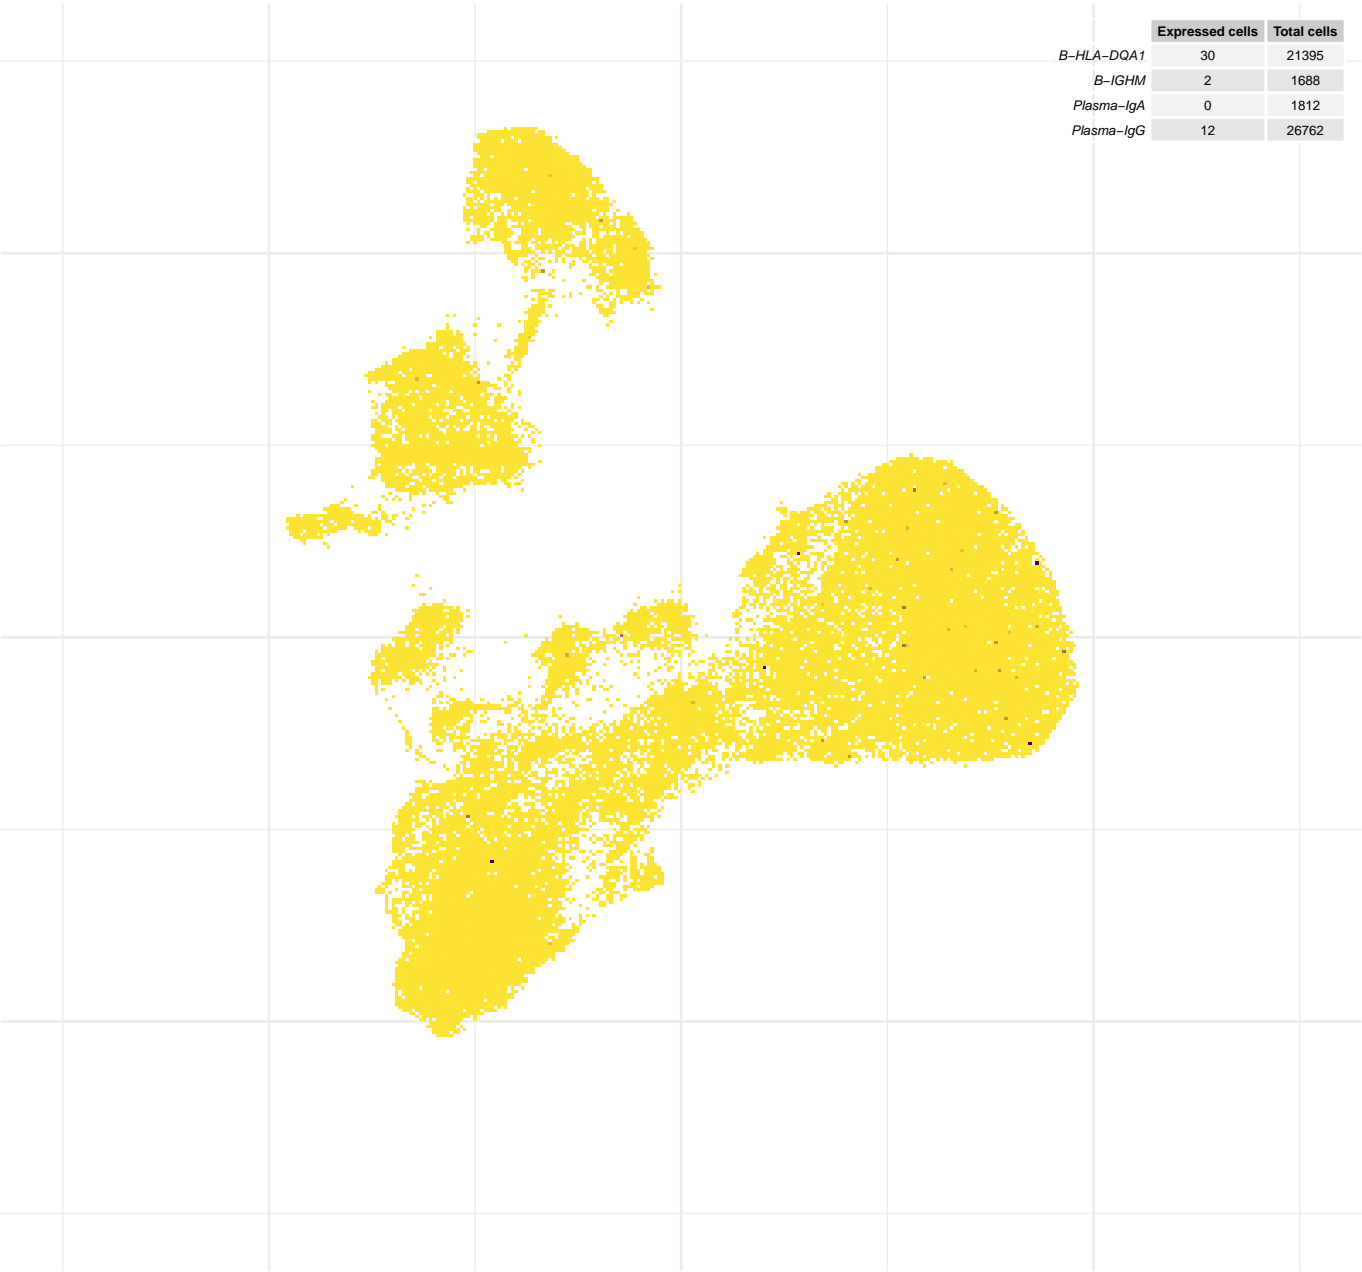 Expressed cells Total cells
B−HLA−DQA1 30 21395
B−IGHM 2 1688
Plasma−IgA 0 1812
Plasma−IgG 12 26762